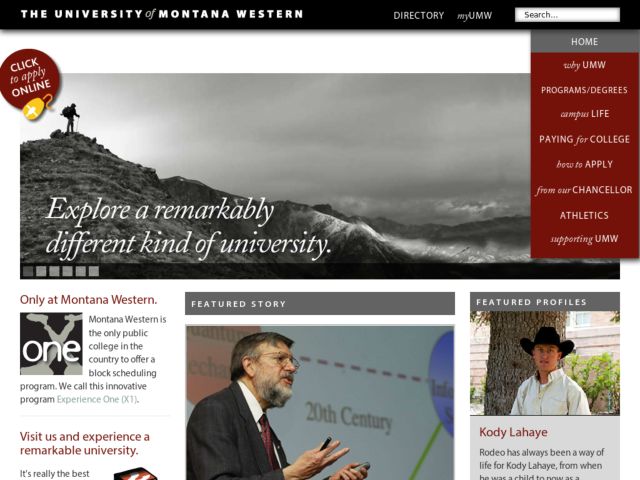 THE UNIVERSITY of MONTANA WESTERN
DIRECTORY
myUMW
Search...
HOME
why UMW
PROGRAMS/DEGREES
campus LIFE
PAYING for COLLEGE
how to APPLY
from our CHANCELLOR
ATHLETICS
supporting UMW
CLICK
to apply
ONLINE
Explore a remarkably
different kind of university.
Only at Montana Western.
one
Montana Western is
the only public
college in the
country to offer a
block scheduling
program. We call this innovative
program Experience One (X1).
Visit us and experience a
remarkable university.
It's really the best
FEATURED STORY
20th Century
FEATURED PROFILES
Kody Lahaye
Rodeo has always been a way of
life for Kody Lahaye, from when
he was a child to now as a